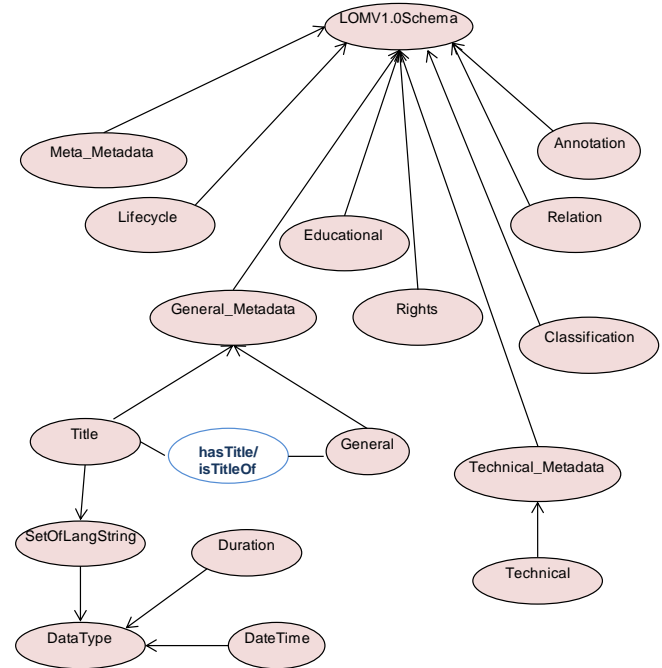 LOMV1.0Schema
Meta_Metadata
Annotation
Lifecycle
Relation
Educational
General_Metadata
Rights
Classification
Title
hasTitle/
isTitleOf
General
Technical_Metadata
SetOfLangString
Duration
Technical
DataType
DateTime